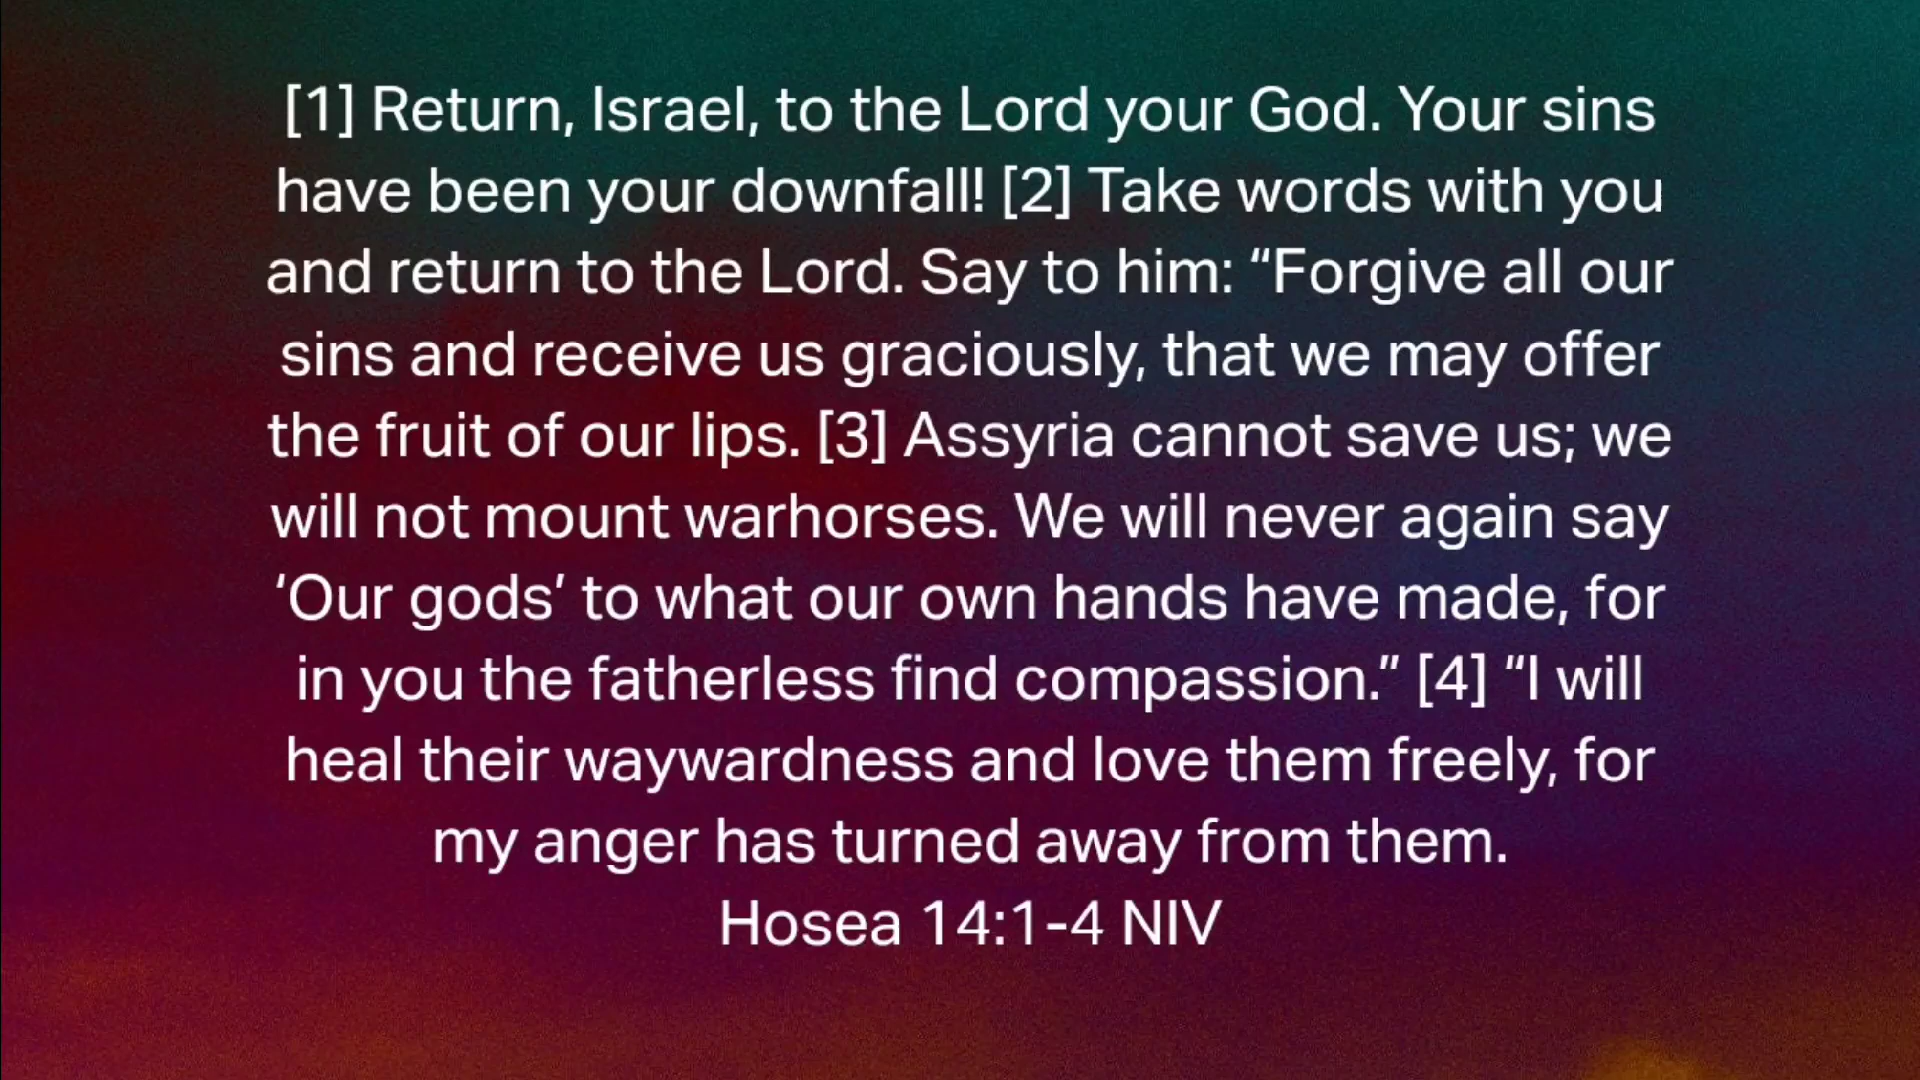 [1] Return, Israel, to the Lord your God. Your sins
have been your downfall! [2] Take words with you
and return to the Lord. Say to him: “Forgive all our
sins and receive us graciously, that we may offer
the fruit of our lips. [3] Assyria cannot save us; we
will not mount warhorses. We will never again say
‘Our gods’ to what our own hands have made, for
in you the fatherless find compassion.” [4] “I will
heal their waywardness and love them freely, for
my anger has turned away from them.
Hosea 14:1-4 NIV